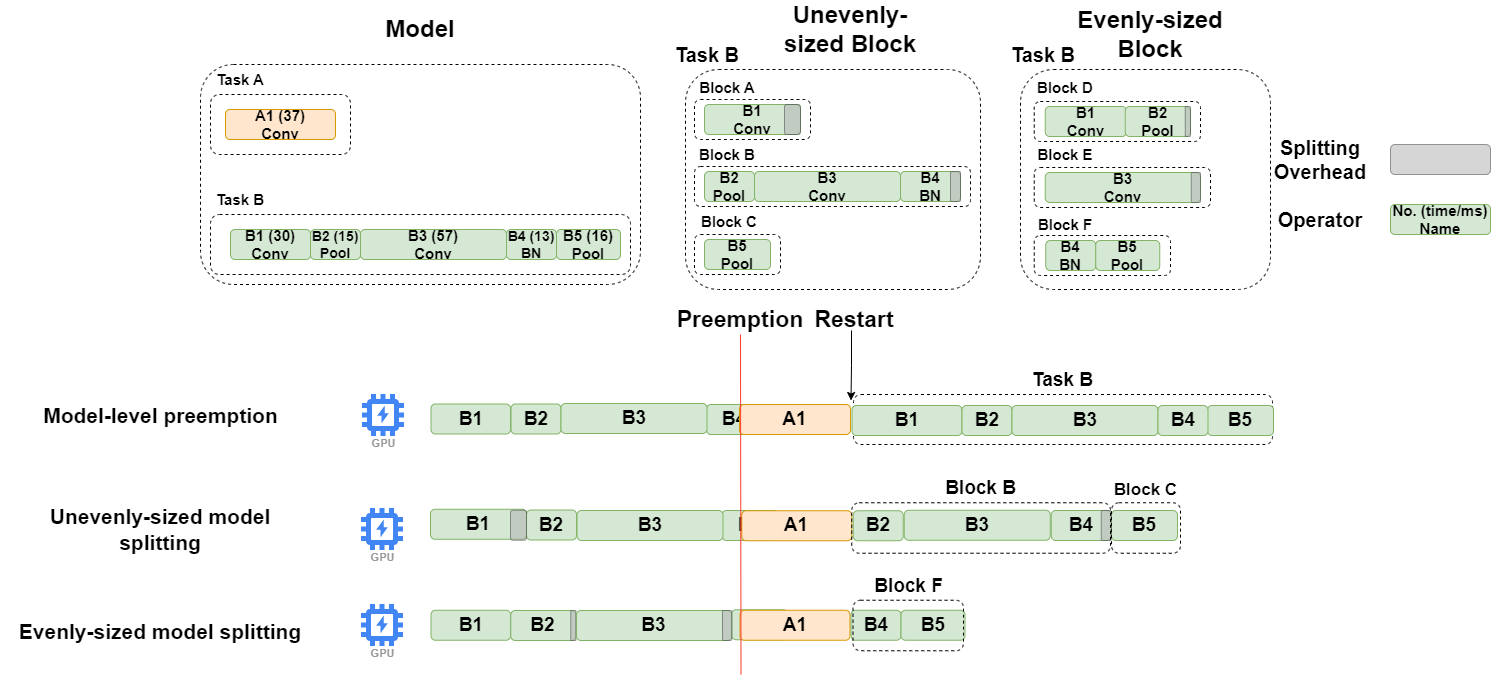 Model
Unevenly-
sized Block
Evenly-sized
Block
Task A
A1 (37)
Conv
Task B
B1 (30)
Conv
B2 (15)
Pool
B3 (57)
Conv
B4 (13)
BN
B5 (16)
Pool
Task B
Block A
B1
Conv
Block B
B2
Pool
B3
Conv
B4
BN
Block C
B5
Pool
Task B
Block D
B1
Conv
B2
Pool
Block E
B3
Conv
Block F
B4
BN
B5
Pool
Splitting
Overhead
Operator
No. (time/ms)
Name
Preemption
Restart
Model-level preemption
GPU
B1
B2
B3
B4
A1
Task B
B1
B2
B3
B4
B5
Unevenly-sized model
splitting
GPU
B1
B2
B3
A1
Block B
B2
B3
B4
Block C
B5
Evenly-sized model splitting
GPU
B1
B2
B3
A1
Block F
B4
B5